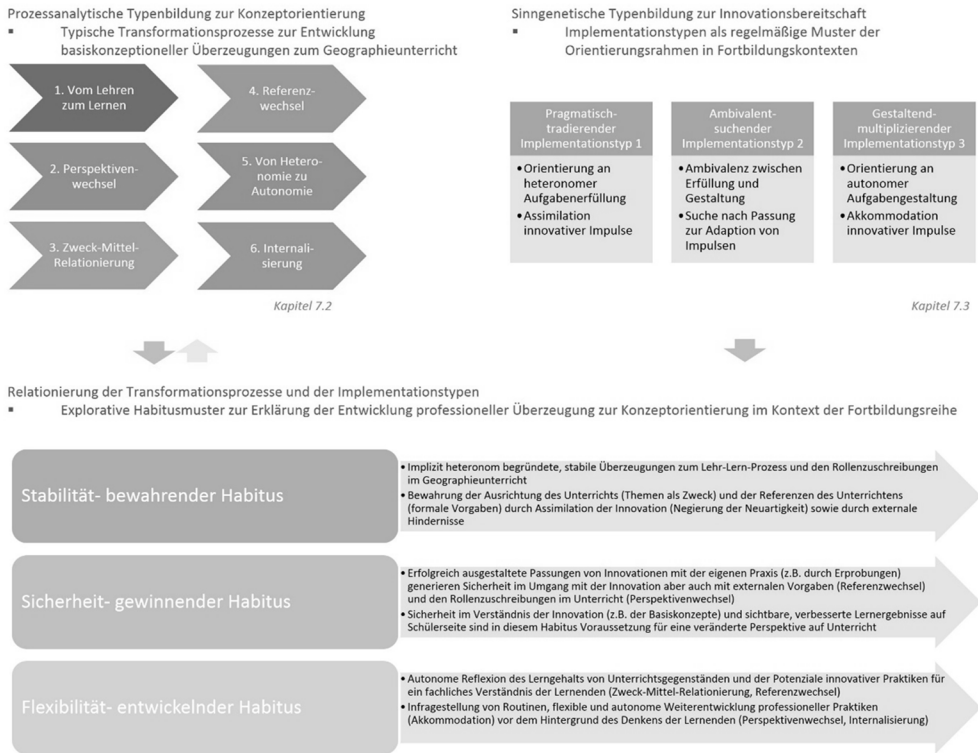 Prozessanalytische Typenbildung zur Konzeptorientierung
▪ Typische Transformationsprozesse zur Entwicklung
basiskonzeptioneller Überzeugungen zum Geographieunterricht
1. Vom Lehren
zum Lernen
4. Referenz-
wechsel
2. Perspektiven-
wechsel
5. Von Hetero-
nomie zu
Autonomie
3. Zweck-Mittel-
Relationierung
6. Internali-
sierung
Kapitel 7.2
Sinngenetische Typenbildung zur Innovationsbereitschaft
▪ Implementationstypen als regelmäßige Muster der
Orientierungsrahmen in Fortbildungskontexten
Pragmatisch-
tradierender
Implementationstyp 1
• Orientierung an
heteronomer
Aufgabenerfüllung
• Assimilation
innovativer Impulse
Ambivalent-
suchender
Implementationstyp 2
• Ambivalenz zwischen
Erfüllung und
Gestaltung
• Suche nach Passung
zur Adaption von
Impulsen
Gestaltend-
multiplizierender
Implementationstyp 3
• Orientierung an
autonomer
Aufgabengestaltung
• Akkommodation
innovativer Impulse
Kapitel 7.3
Relationierung der Transformationsprozesse und der Implementationstypen
▪ Explorative Habitusmuster zur Erklärung der Entwicklung professioneller Überzeugung zur Konzeptorientierung im Kontext der Fortbildungsreihe
Stabilität- bewahrender Habitus
• Implizit heteronom begründete, stabile Überzeugungen zum Lehr-Lern-Prozess und den Rollenzuschreibungen
im Geographieunterricht
• Bewahrung der Ausrichtung des Unterrichts (Themen als Zweck) und der Referenzen des Unterrichtens
(formale Vorgaben) durch Assimilation der Innovation (Negierung der Neuartigkeit) sowie durch externale
Hindernisse
Sicherheit- gewinnender Habitus
• Erfolgreich ausgestaltete Passungen von Innovationen mit der eigenen Praxis (z.B. durch Erprobungen)
generieren Sicherheit im Umgang mit der Innovation aber auch mit externalen Vorgaben (Referenzwechsel)
und den Rollenzuschreibungen im Unterricht (Perspektivenwechsel)
• Sicherheit im Verständnis der Innovation (z.B. der Basiskonzepte) und sichtbare, verbesserte Lernergebnisse auf
Schülerseite sind in diesem Habitus Voraussetzung für eine veränderte Perspektive auf Unterricht
Flexibilität- entwickelnder Habitus
• Autonome Reflexion des Lerngehalts von Unterrichtsgegenständen und der Potenziale innovativer Praktiken für
ein fachliches Verständnis der Lernenden (Zweck-Mittel-Relationierung, Referenzwechsel)
• Infragestellung von Routinen, flexible und autonome Weiterentwicklung professioneller Praktiken
(Akkommodation) vor dem Hintergrund des Denkens der Lernenden (Perspektivenwechsel, Internalisierung)